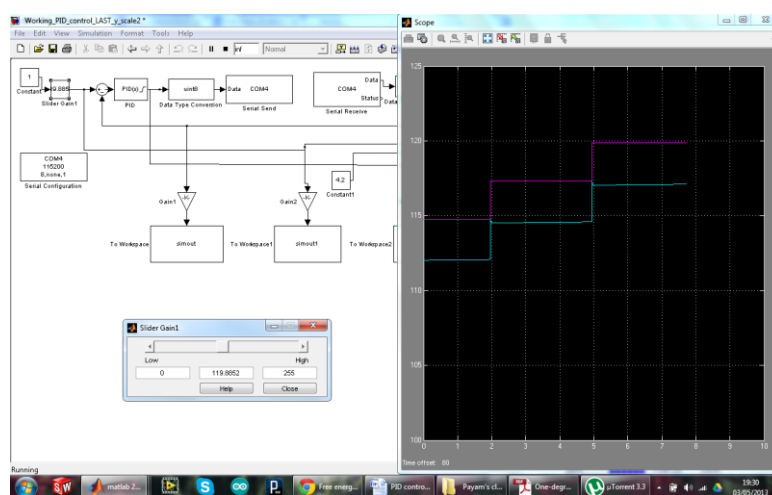 Working_PID_control_LAST_y_scale2 *
File Edit View Simulation Format Tools Help
inf
Normal
1
Constant
9.885
Slider Gain1
PID(s)
PID
uint8
Data Type Conversion
Data
COM4
Serial Send
COM4
Data
Status
Serial Receive
COM4
115200
8,none,1
Serial Configuration
4.2
Constant1
-K-
Gain1
-K-
Gain2
To Workspace
simout
To Workspace1
simout1
To Workspace2
Slider Gain1
Low
High
0
119.8852
255
Help
Close
Running
Scope
125
120
115
110
105
100
0 1 2 3 4 5 6 7 8 9 10
Time offset: 80
matlab 2...
Free energ...
PID contro...
Payam's cl...
One-degr...
µTorrent 3.3
19:30